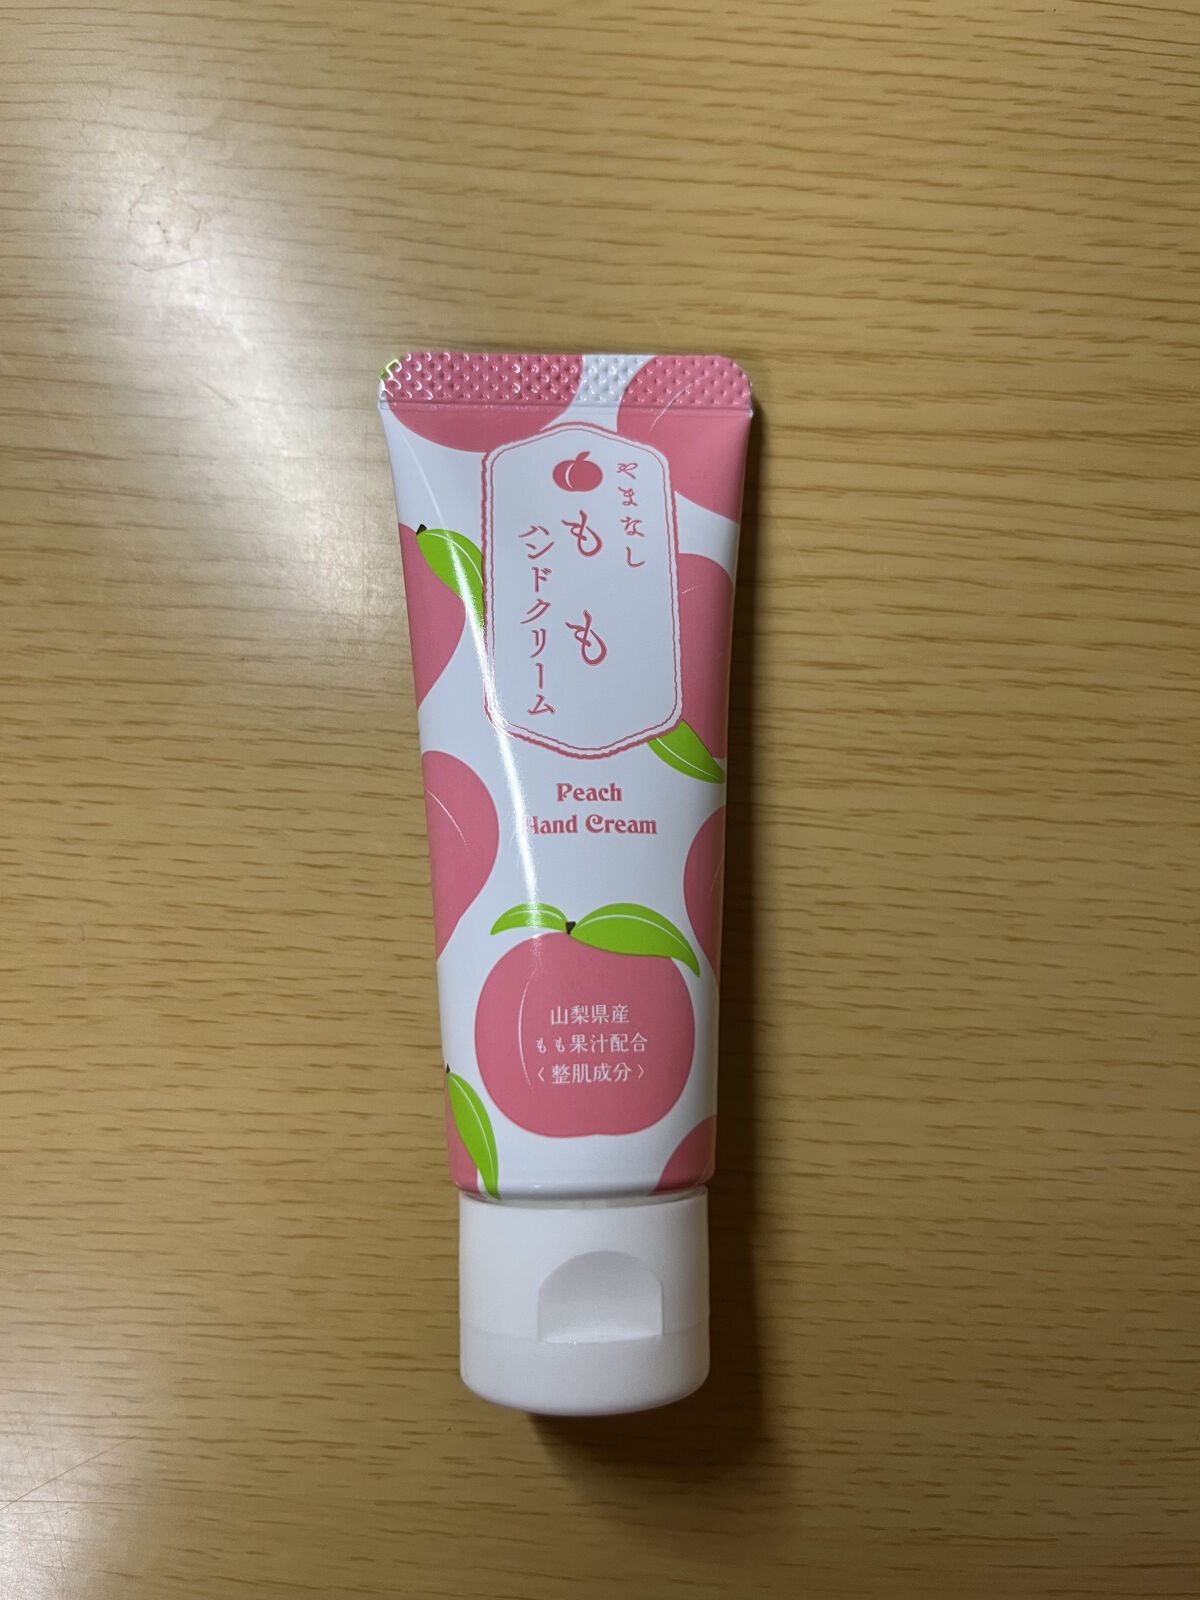 やまなし
もも
ハンドクリーム
Peach
Hand Cream
山梨県産
もも果汁配合
〈整肌成分〉